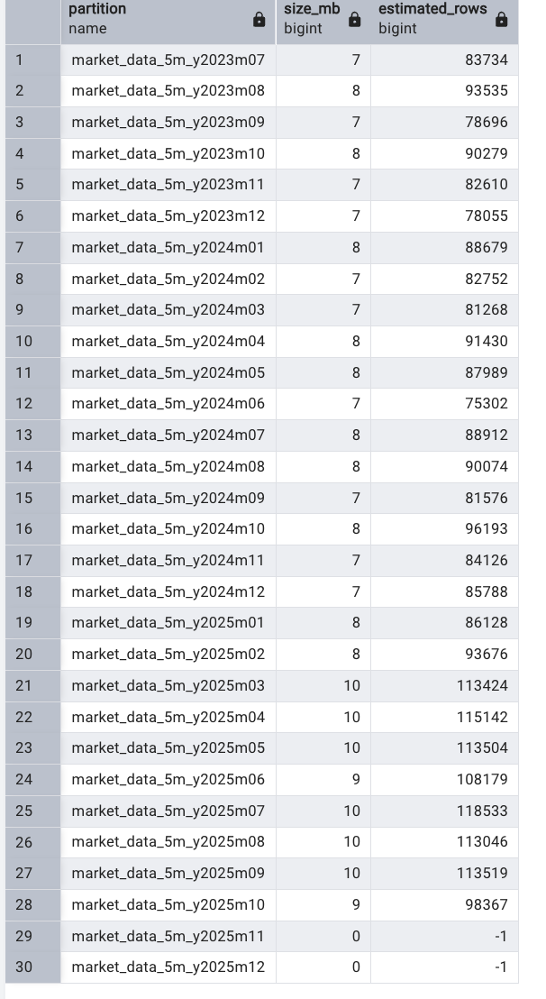 partition size_mb estimated_rows
name bigint bigint
1 market_data_5m_y2023m07 7 83734
2 market_data_5m_y2023m08 8 93535
3 market_data_5m_y2023m09 7 78696
4 market_data_5m_y2023m10 8 90279
5 market_data_5m_y2023m11 7 82610
6 market_data_5m_y2023m12 7 78055
7 market_data_5m_y2024m01 8 88679
8 market_data_5m_y2024m02 7 82752
9 market_data_5m_y2024m03 7 81268
10 market_data_5m_y2024m04 8 91430
11 market_data_5m_y2024m05 8 87989
12 market_data_5m_y2024m06 7 75302
13 market_data_5m_y2024m07 8 88912
14 market_data_5m_y2024m08 8 90074
15 market_data_5m_y2024m09 7 81576
16 market_data_5m_y2024m10 8 96193
17 market_data_5m_y2024m11 7 84126
18 market_data_5m_y2024m12 7 85788
19 market_data_5m_y2025m01 8 86128
20 market_data_5m_y2025m02 8 93676
21 market_data_5m_y2025m03 10 113424
22 market_data_5m_y2025m04 10 115142
23 market_data_5m_y2025m05 10 113504
24 market_data_5m_y2025m06 9 108179
25 market_data_5m_y2025m07 10 118533
26 market_data_5m_y2025m08 10 113046
27 market_data_5m_y2025m09 10 113519
28 market_data_5m_y2025m10 9 98367
29 market_data_5m_y2025m11 0 -1
30 market_data_5m_y2025m12 0 -1